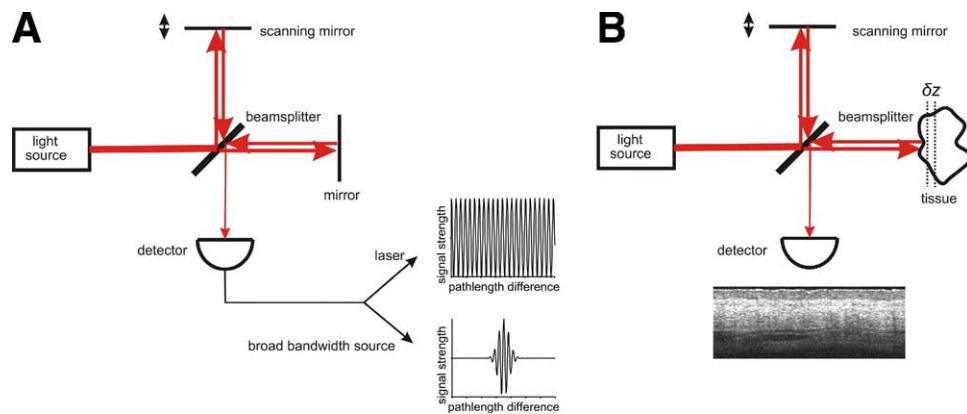 A
scanning mirror
beamsplitter
light
source
mirror
detector
laser
signal strength
pathlength difference
broad bandwidth source
signal strength
pathlength difference
B
scanning mirror
beamsplitter
δz
light
source
tissue
detector